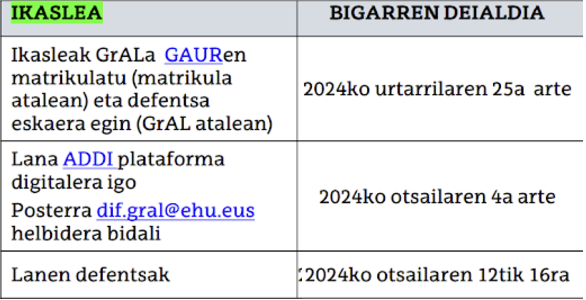 IKASLEA
BIGARREN DEIALDIA
Ikasleak GrALa GAURen
matrikulatu (matrikula
atalean) eta defentsa
eskaera egin (GrAL atalean)
2024ko urtarrilaren 25a arte
Lana ADDI plataforma
digitalera igo
Posterra dif.gral@ehu.eus
helbidera bidali
2024ko otsailaren 4a arte
Lanen defentsak
2024ko otsailaren 12tik 16ra